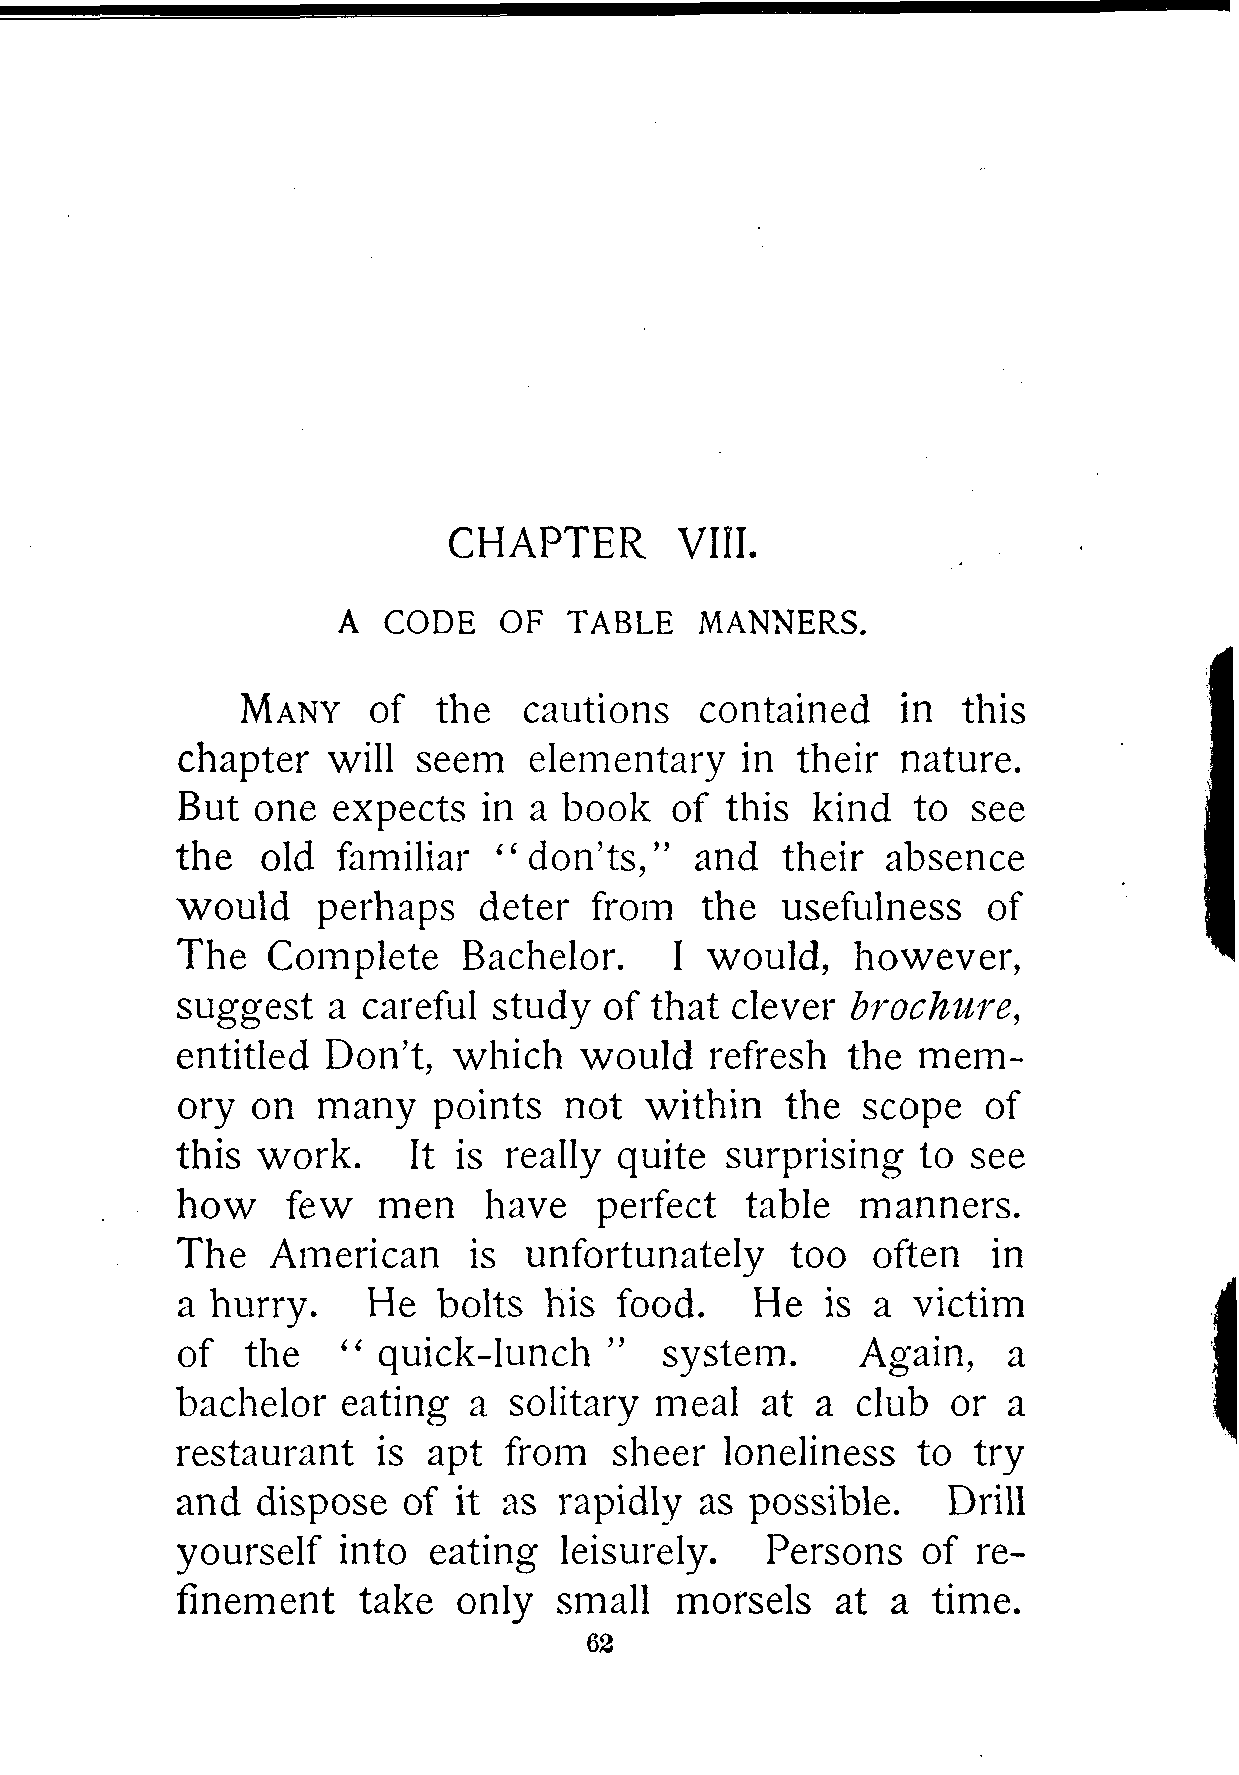 CHAPTER VIII.
A CODE OF TABLE MANNERS.
MANY of the cautions contained in this
chapter will seem elementary in their nature.
But one expects in a book of this kind to see
the old familiar “don'ts,” and their absence
would perhaps deter from the usefulness of
The Complete Bachelor. I would, however,
suggest a careful study of that clever brochure,
entitled Don't, which would refresh the mem-
ory on many points not within the scope of
this work. It is really quite surprising to see
how few men have perfect table manners.
The American is unfortunately too often in
a hurry. He bolts his food. He is a victim
of the “quick-lunch” system. Again, a
bachelor eating a solitary meal at a club or a
restaurant is apt from sheer loneliness to try
and dispose of it as rapidly as possible. Drill
yourself into eating leisurely. Persons of re-
finement take only small morsels at a time.
62